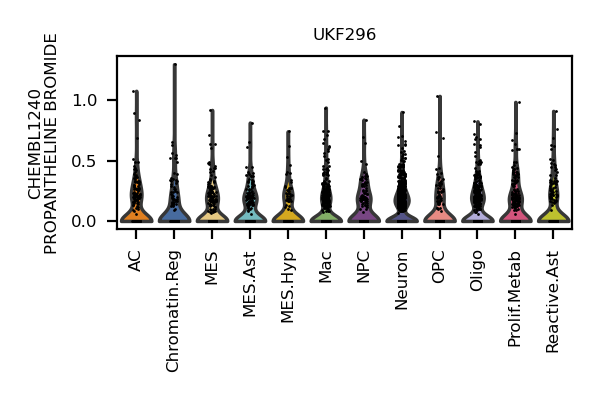 UKF296
CHEMBL1240
PROPANTHELINE BROMIDE
1.0
0.5
0.0
AC
Chromatin.Reg
MES
MES.Ast
MES.Hyp
Mac
NPC
Neuron
OPC
Oligo
Prolif.Metab
Reactive.Ast